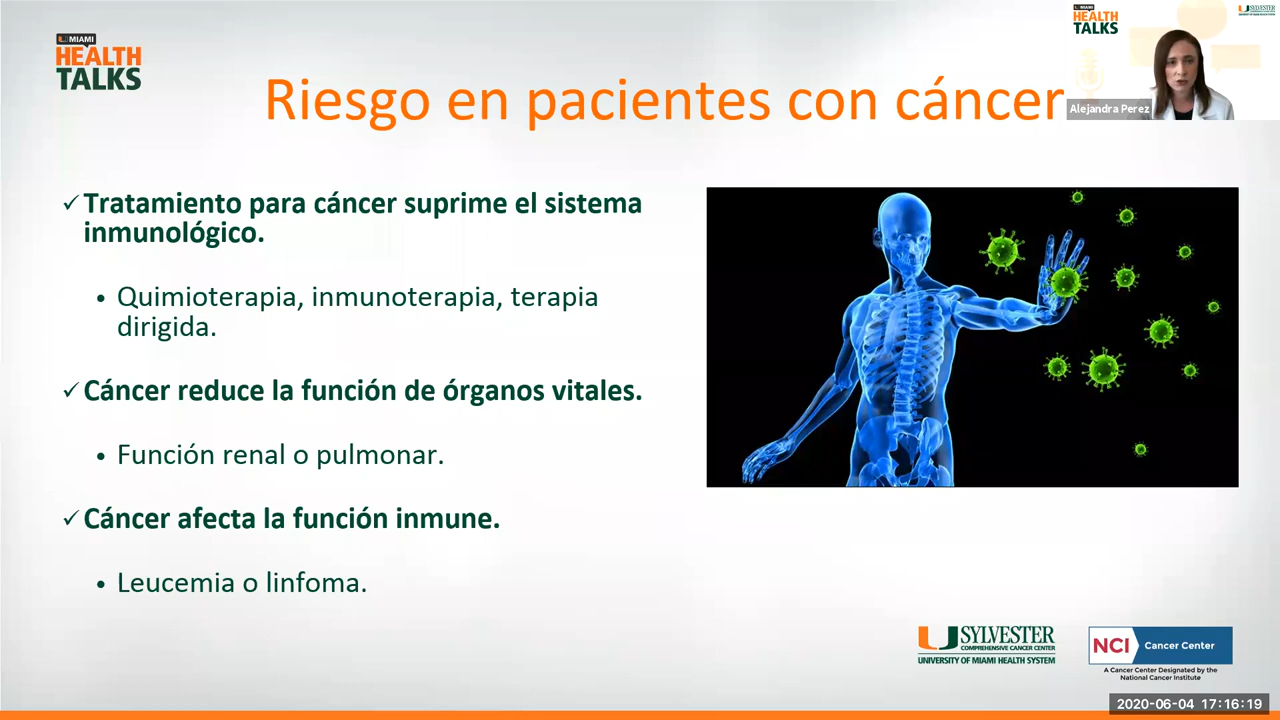 U MIAMI
HEALTH
TALKS
Riesgo en pacientes con cáncer
HEALTH
TALKS
SYLVESTER
Alejandra Perez
✓ Tratamiento para cáncer suprime el sistema
inmunológico.
• Quimioterapia, inmunoterapia, terapia
dirigida.
✓ Cáncer reduce la función de órganos vitales.
• Función renal o pulmonar.
✓ Cáncer afecta la función inmune.
• Leucemia o linfoma.
SYLVESTER
COMPREHENSIVE CANCER CENTER
UNIVERSITY OF MIAMI HEALTH SYSTEM
NCI Cancer Center
A Cancer Center Designated by the
National Cancer Institute
2020-06-04 17:16:19